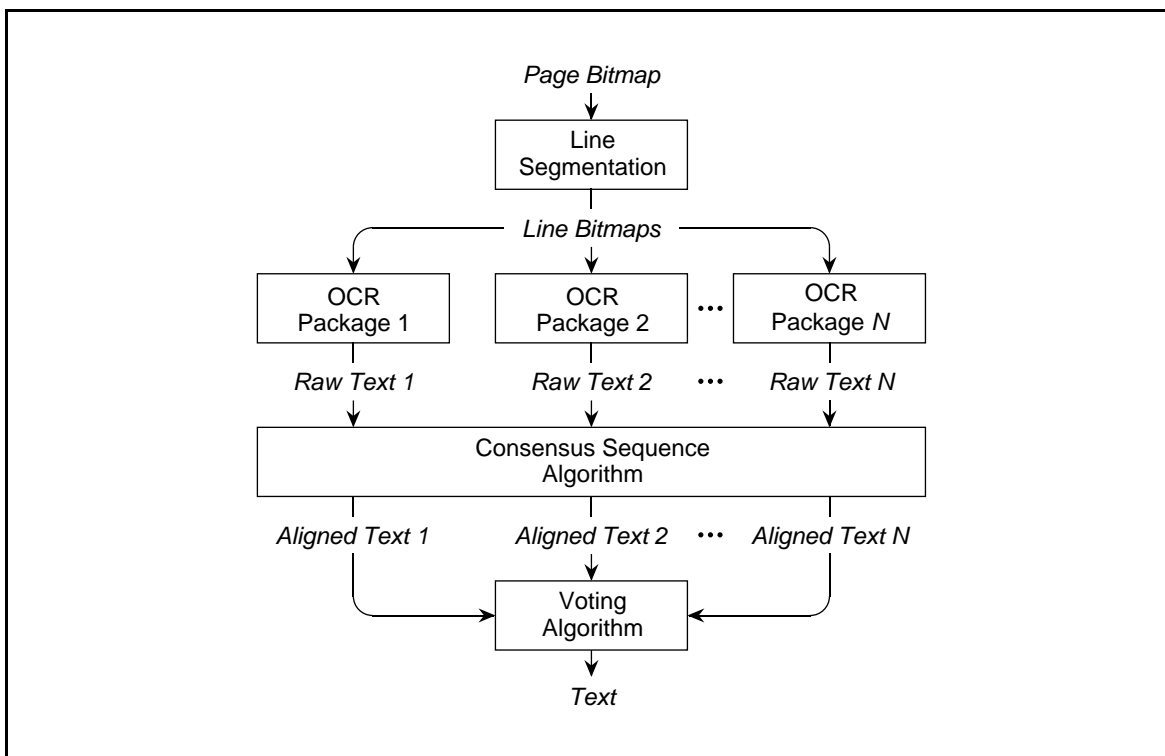 Page Bitmap
Line
Segmentation
Line Bitmaps
OCR
Package 1
OCR
Package 2
•••
OCR
Package N
Raw Text 1
Raw Text 2
•••
Raw Text N
Consensus Sequence
Algorithm
Aligned Text 1
Aligned Text 2
•••
Aligned Text N
Voting
Algorithm
Text